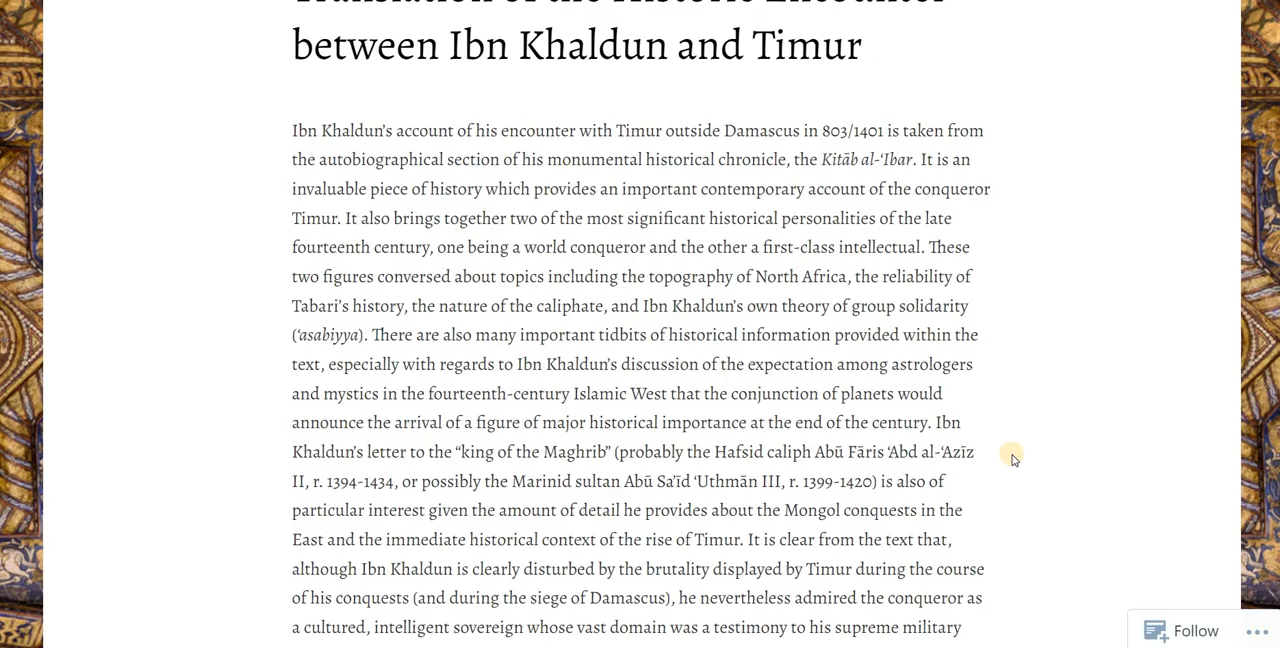 Translation of the Historic Encounter
between Ibn Khaldun and Timur
Ibn Khaldun’s account of his encounter with Timur outside Damascus in 803/1401 is taken from
the autobiographical section of his monumental historical chronicle, the Kitāb al-‘Ibar. It is an
invaluable piece of history which provides an important contemporary account of the conqueror
Timur. It also brings together two of the most significant historical personalities of the late
fourteenth century, one being a world conqueror and the other a first-class intellectual. These
two figures conversed about topics including the topography of North Africa, the reliability of
Tabari’s history, the nature of the caliphate, and Ibn Khaldun’s own theory of group solidarity
(‘asabiyya). There are also many important tidbits of historical information provided within the
text, especially with regards to Ibn Khaldun’s discussion of the expectation among astrologers
and mystics in the fourteenth-century Islamic West that the conjunction of planets would
announce the arrival of a figure of major historical importance at the end of the century. Ibn
Khaldun’s letter to the “king of the Maghrib” (probably the Hafsid caliph Abū Fāris ‘Abd al-‘Azīz
II, r. 1394-1434, or possibly the Marinid sultan Abū Sa’īd ‘Uthmān III, r. 1399-1420) is also of
particular interest given the amount of detail he provides about the Mongol conquests in the
East and the immediate historical context of the rise of Timur. It is clear from the text that,
although Ibn Khaldun is clearly disturbed by the brutality displayed by Timur during the course
of his conquests (and during the siege of Damascus), he nevertheless admired the conqueror as
a cultured, intelligent sovereign whose vast domain was a testimony to his supreme military
Follow